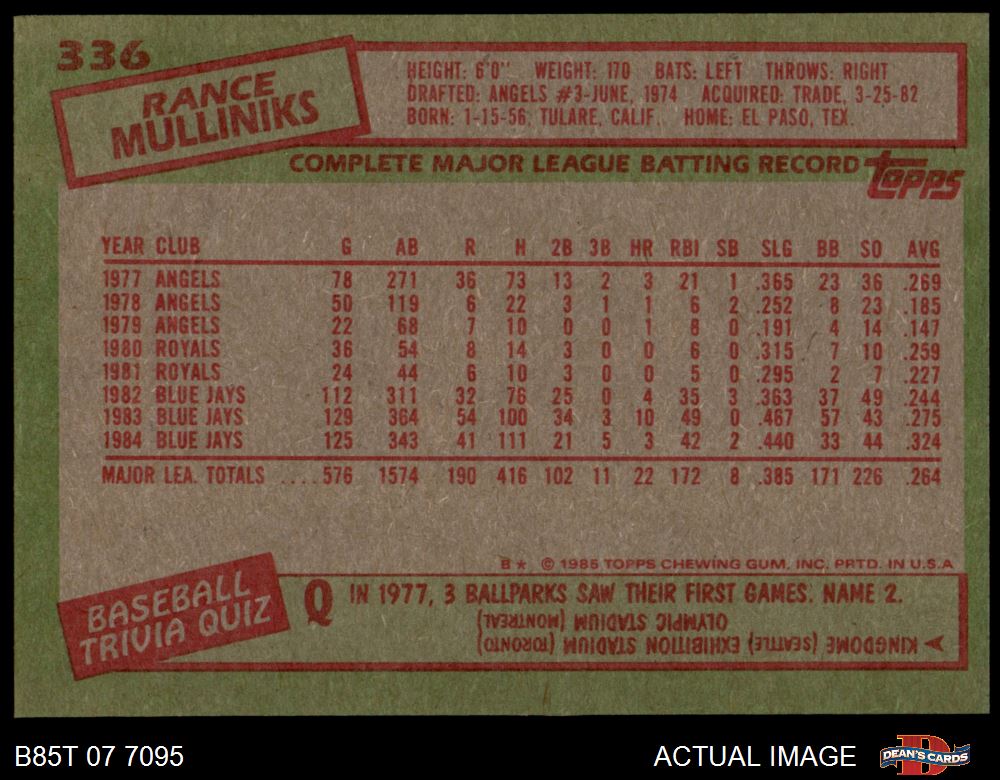 336
RANCE
MULLINIKS
HEIGHT: 6'0" WEIGHT: 170 BATS: LEFT THROWS: RIGHT
DRAFTED: ANGELS #3-JUNE, 1974 ACQUIRED: TRADE, 3-25-82
BORN: 1-15-56, TULARE, CALIF. HOME: EL PASO, TEX.
COMPLETE MAJOR LEAGUE BATTING RECORD
TOPPS
YEAR CLUB G AB R H 2B 3B HR RBI SB SLG BB SO AVG
1977 ANGELS 78 271 36 73 13 2 3 21 1 .365 23 36 .269
1978 ANGELS 50 119 6 22 3 1 1 6 2 .252 8 23 .185
1979 ANGELS 22 68 7 10 0 0 1 8 0 .191 4 14 .147
1980 ROYALS 36 54 8 14 3 0 0 6 0 .315 7 10 .259
1981 ROYALS 24 44 6 10 3 0 0 5 0 .295 2 7 .227
1982 BLUE JAYS 112 311 32 76 25 0 4 35 3 .363 37 49 .244
1983 BLUE JAYS 129 364 54 100 34 3 10 49 0 .467 57 43 .275
1984 BLUE JAYS 125 343 41 111 21 5 3 42 2 .440 33 44 .324
MAJOR LEA. TOTALS ....576 1574 190 416 102 11 22 172 8 .385 171 226 .264
B* © 1985 TOPPS CHEWING GUM, INC. PRTD. IN U.S.A
BASEBALL
TRIVIA QUIZ
Q IN 1977, 3 BALLPARKS SAW THEIR FIRST GAMES. NAME 2.
KINGDOME (SEATTLE) EXHIBITION STADIUM (TORONTO)
OLYMPIC STADIUM (MONTREAL)
B85T 07 7095
ACTUAL IMAGE
DEAN'S CARDS